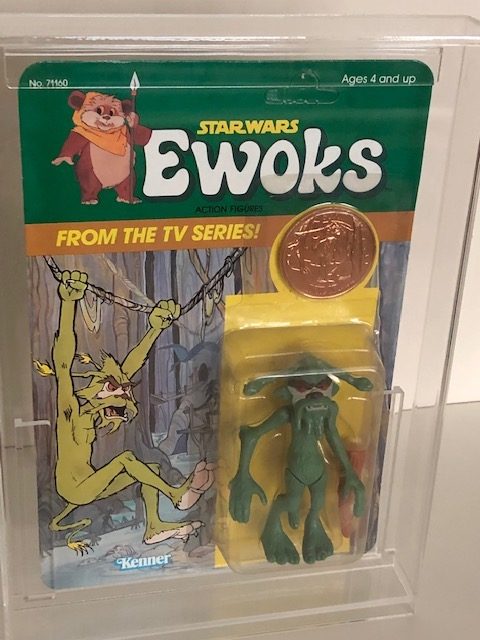 No. 71160
Ages 4 and up
STAR WARS
Ewoks
ACTION FIGURES
FROM THE TV SERIES!
Kenner